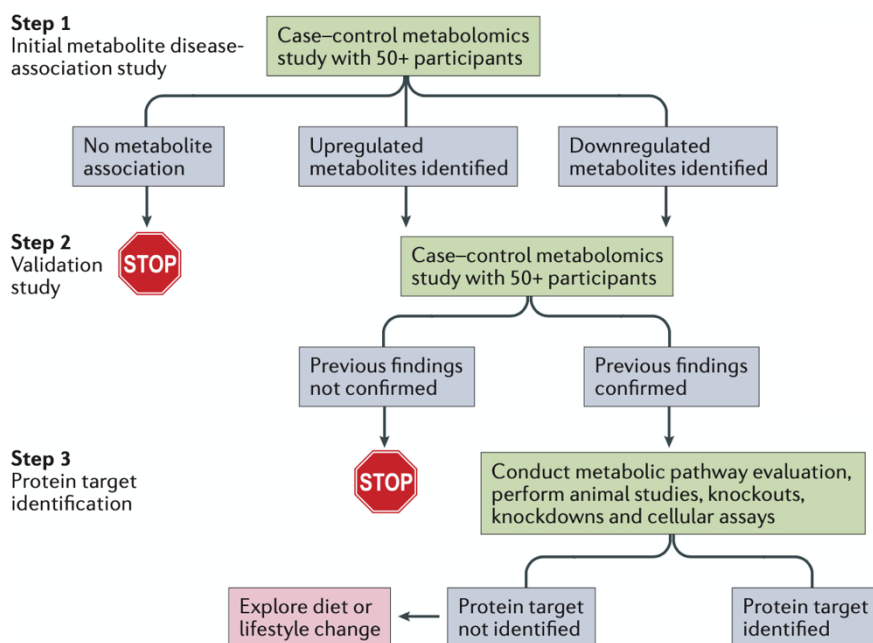 Step 1
Initial metabolite disease-
association study
Case–control metabolomics
study with 50+ participants
No metabolite
association
Upregulated
metabolites identified
Downregulated
metabolites identified
Step 2
Validation
study
STOP
Case–control metabolomics
study with 50+ participants
Previous findings
not confirmed
Previous findings
confirmed
Step 3
Protein target
identification
STOP
Conduct metabolic pathway evaluation,
perform animal studies, knockouts,
knockdowns and cellular assays
Explore diet or
lifestyle change
Protein target
not identified
Protein target
identified